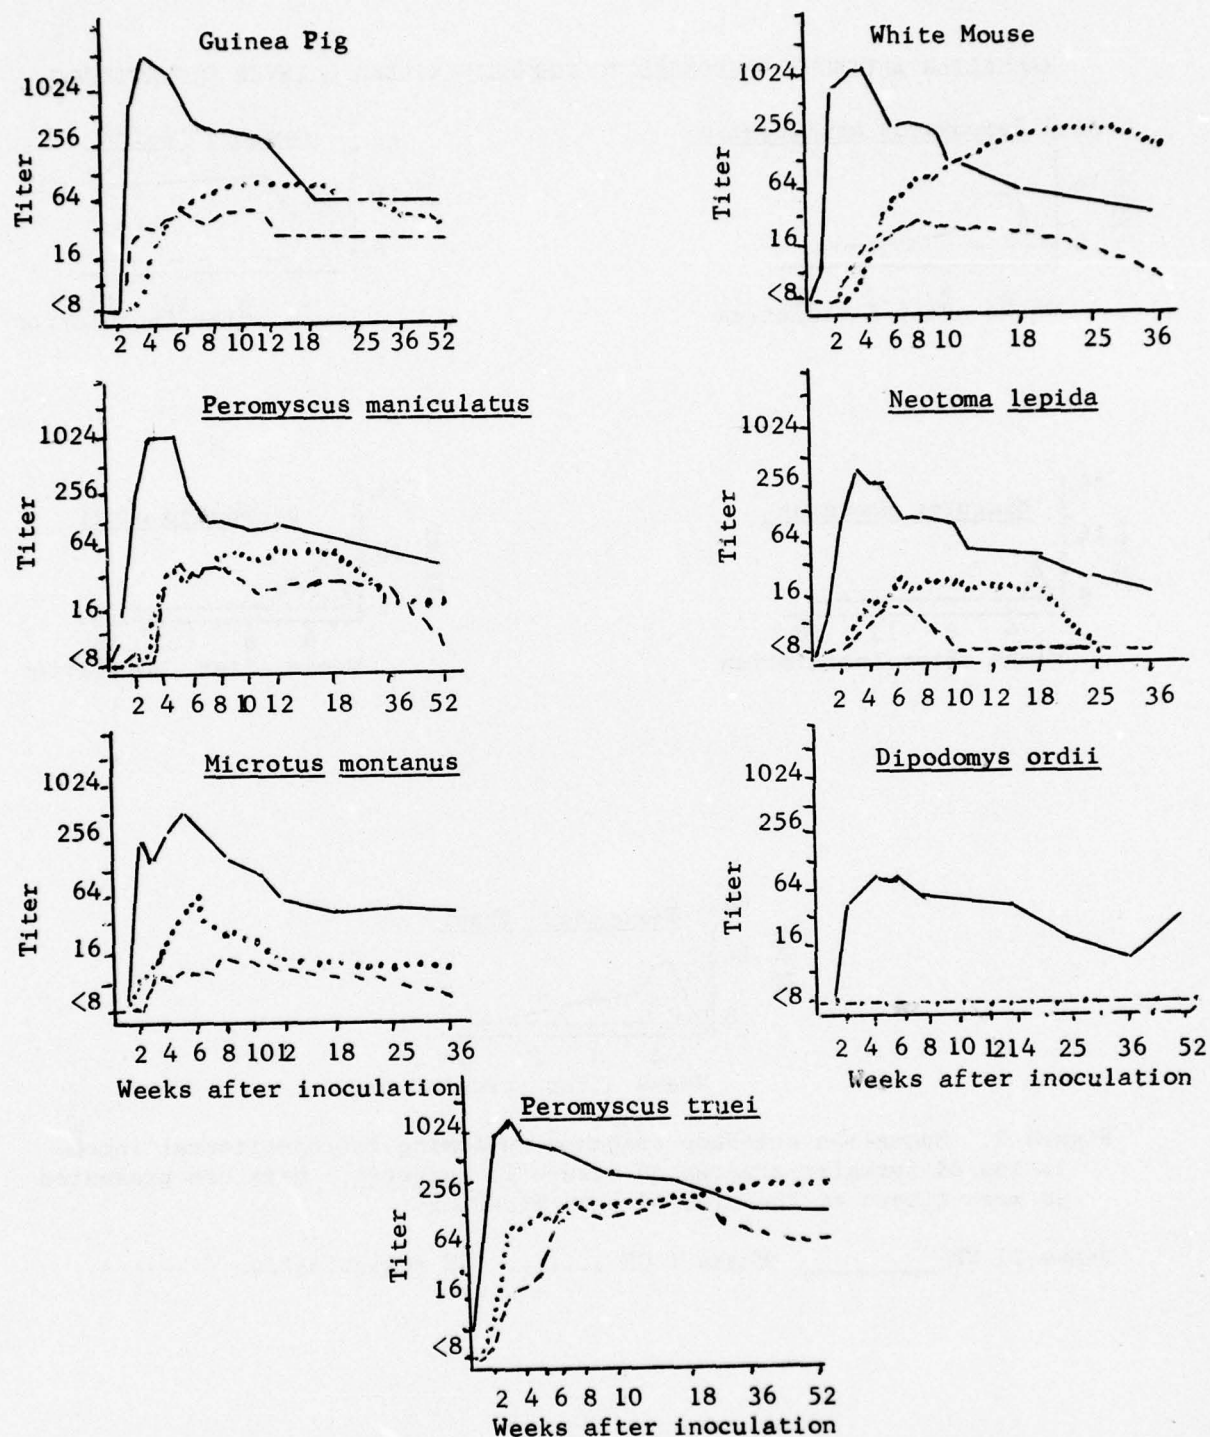 Guinea Pig
1024
256
64
16
<8
Titer
2 4 6 8 10 12 18 25 36 52
White Mouse
1024
256
64
16
<8
Titer
2 4 6 8 10 18 25 36
Peromyscus maniculatus
1024
256
64
16
<8
Titer
2 4 6 8 10 12 18 36 52
Neotoma lepida
1024
256
64
16
<8
Titer
2 4 6 8 10 12 18 25 36
Microtus montanus
1024
256
64
16
<8
Titer
2 4 6 8 10 12 18 25 36
Weeks after inoculation
Dipodomys ordii
1024
256
64
16
<8
Titer
2 4 6 8 10 12 14 25 36 52
Weeks after inoculation
Peromyscus truei
1024
256
64
16
<8
Titer
2 4 6 8 10 18 36 52
Weeks after inoculation